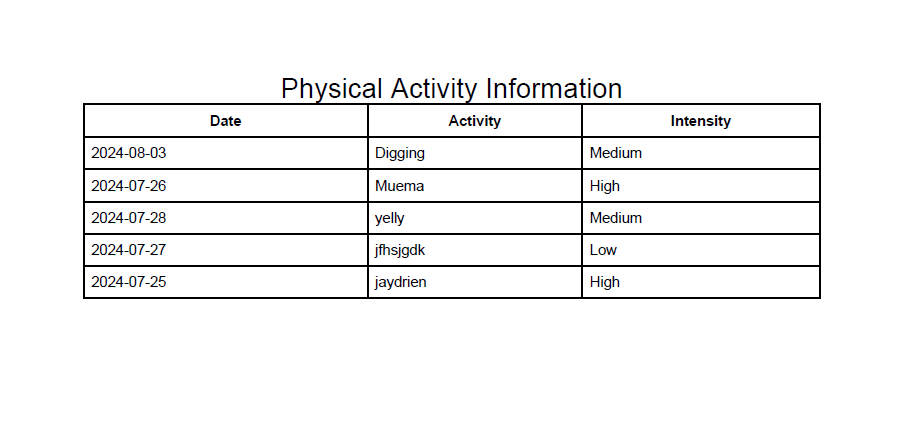 Physical Activity Information
Date Activity Intensity
2024-08-03 Digging Medium
2024-07-26 Muema High
2024-07-28 yelly Medium
2024-07-27 jfhsjgdk Low
2024-07-25 jaydrien High